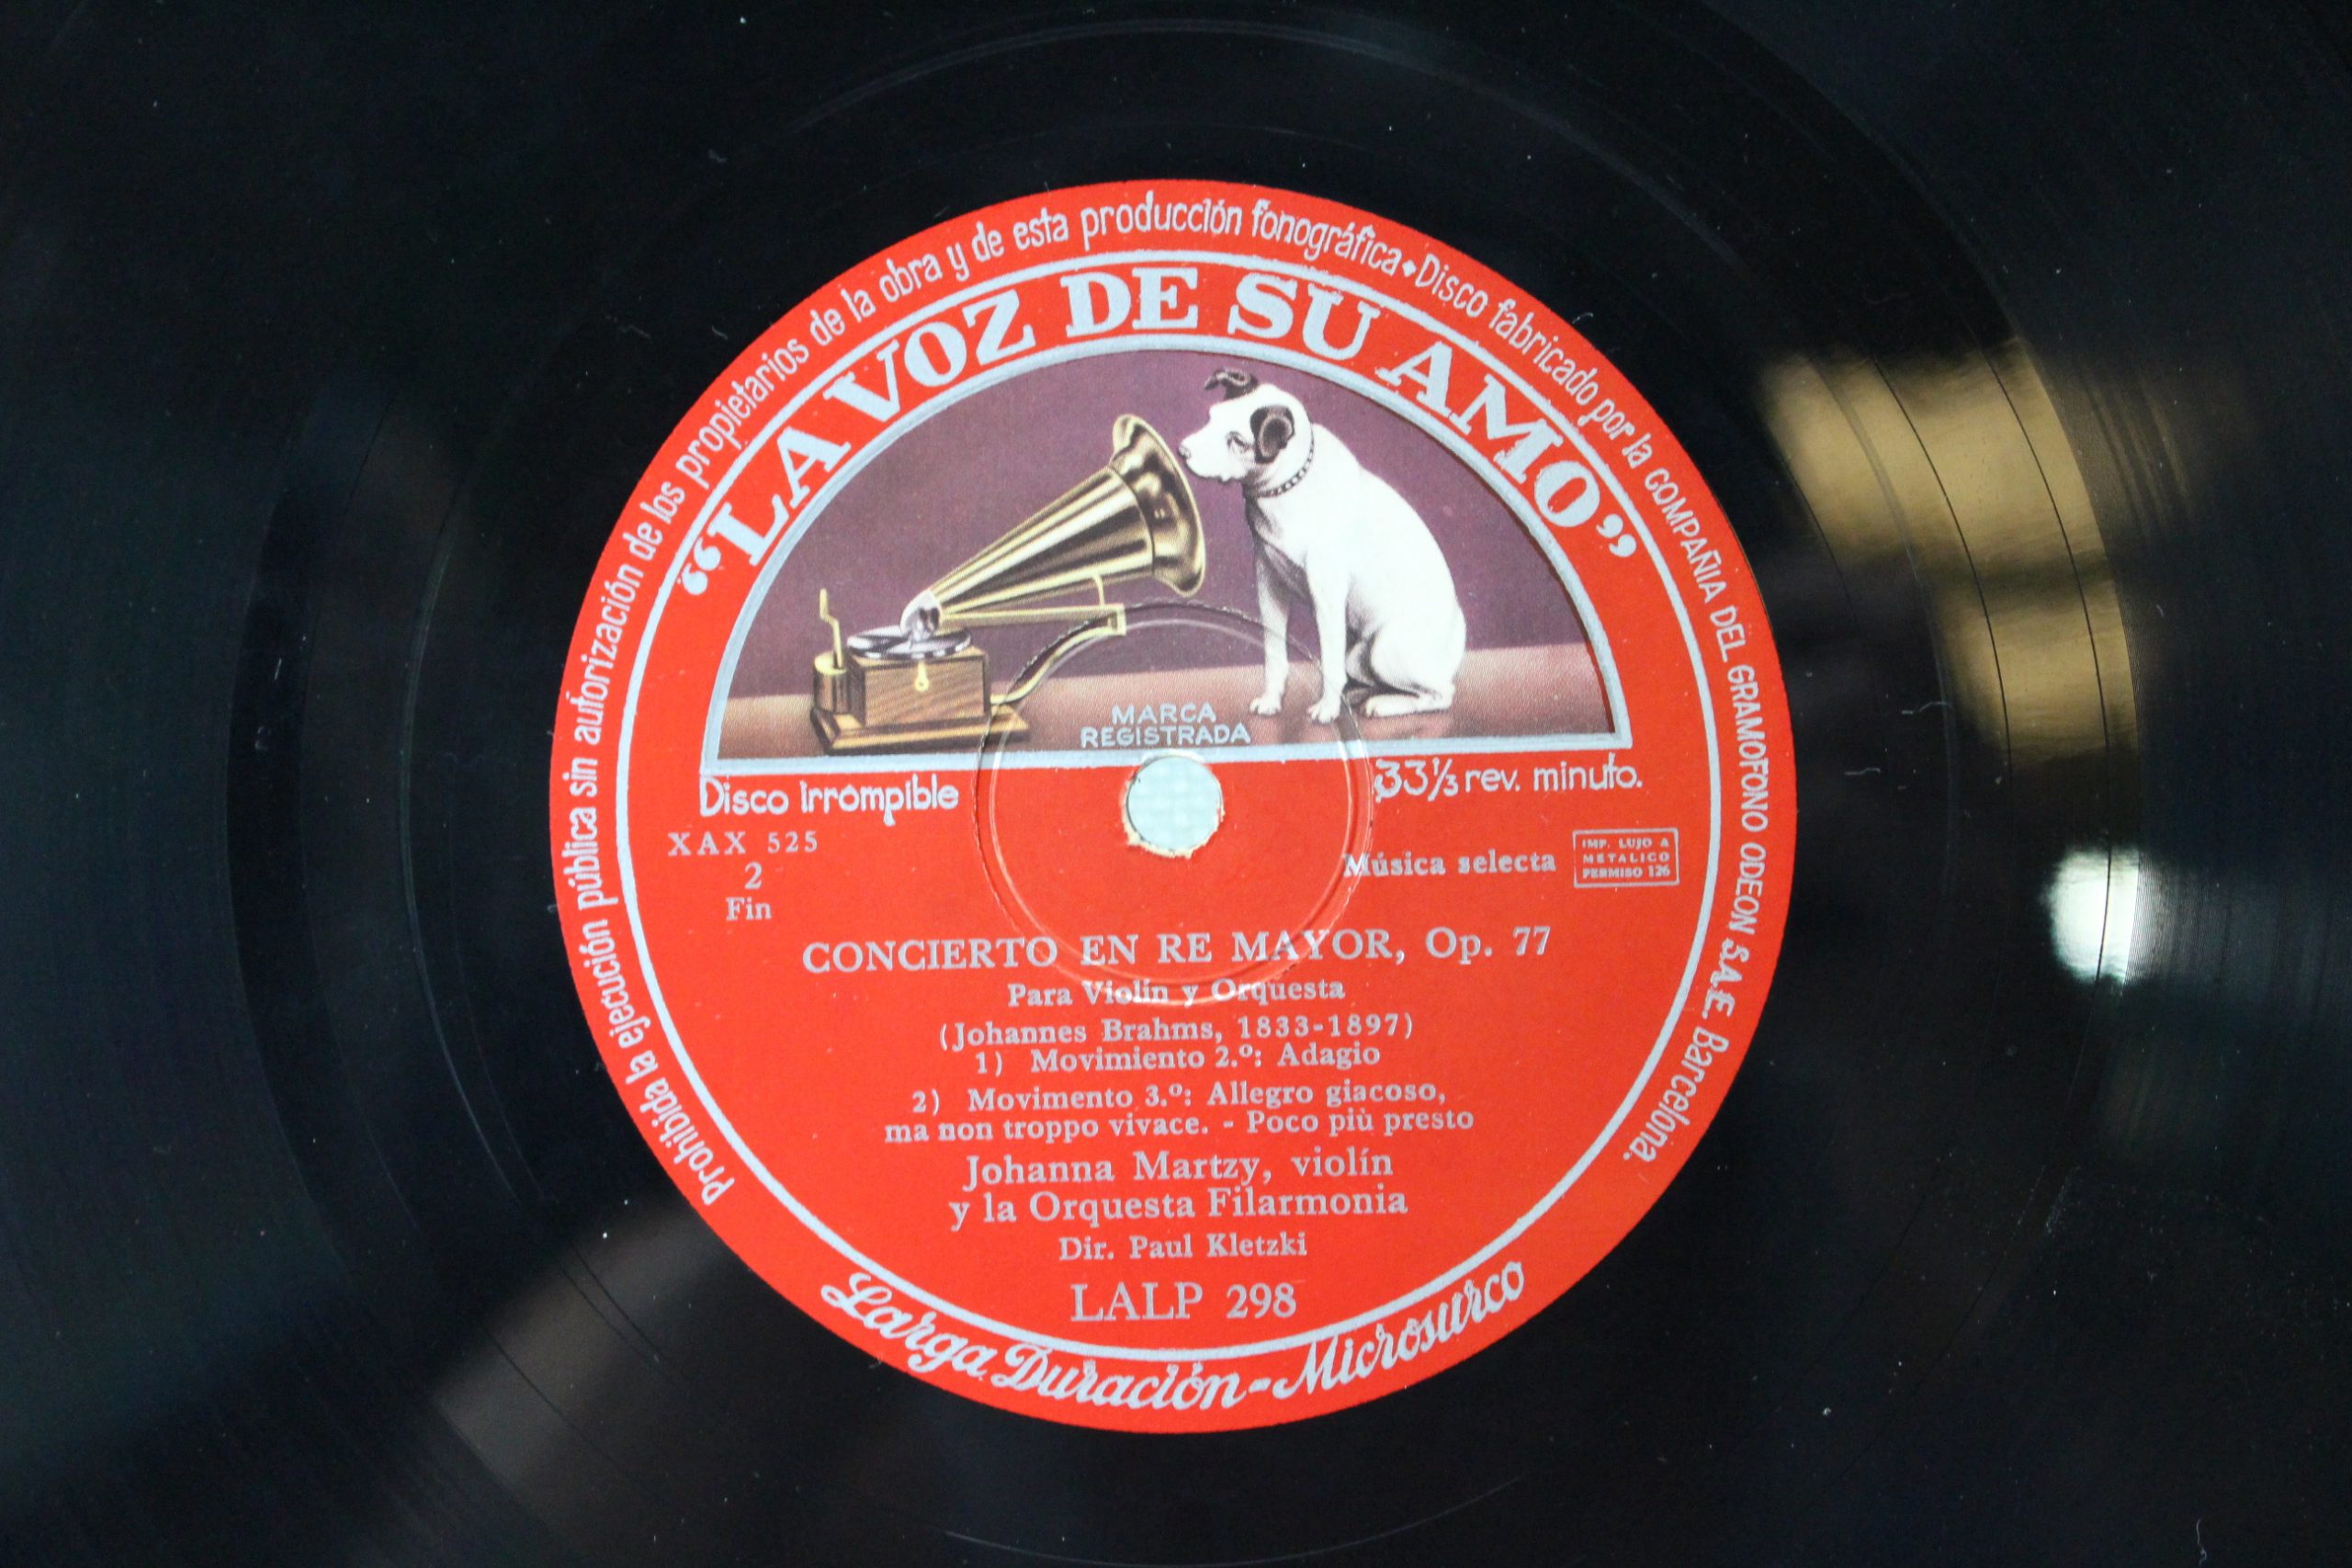 Prohibida la ejecución pública sin autorización de los propietarios de la obra y de esta producción fonográfica • Disco fabricado por la COMPAÑIA DEL GRAMOFONO ODEON S.A.E. Barcelona.
“LA VOZ DE SU AMO”
MARCA
REGISTRADA
Disco irrompible
33⅓ rev. minuto.
XAX 525
2
Fin
Música selecta
IMP. LUJO &
METALICO
PERMISO 126
CONCIERTO EN RE MAYOR, Op. 77
Para Violín y Orquesta
(Johannes Brahms, 1833-1897)
1) Movimiento 2.º: Adagio
2) Movimento 3.º: Allegro giacoso,
ma non troppo vivace. - Poco più presto
Johanna Martzy, violín
y la Orquesta Filarmonia
Dir. Paul Kletzki
LALP 298
Larga Duración - Microsurco